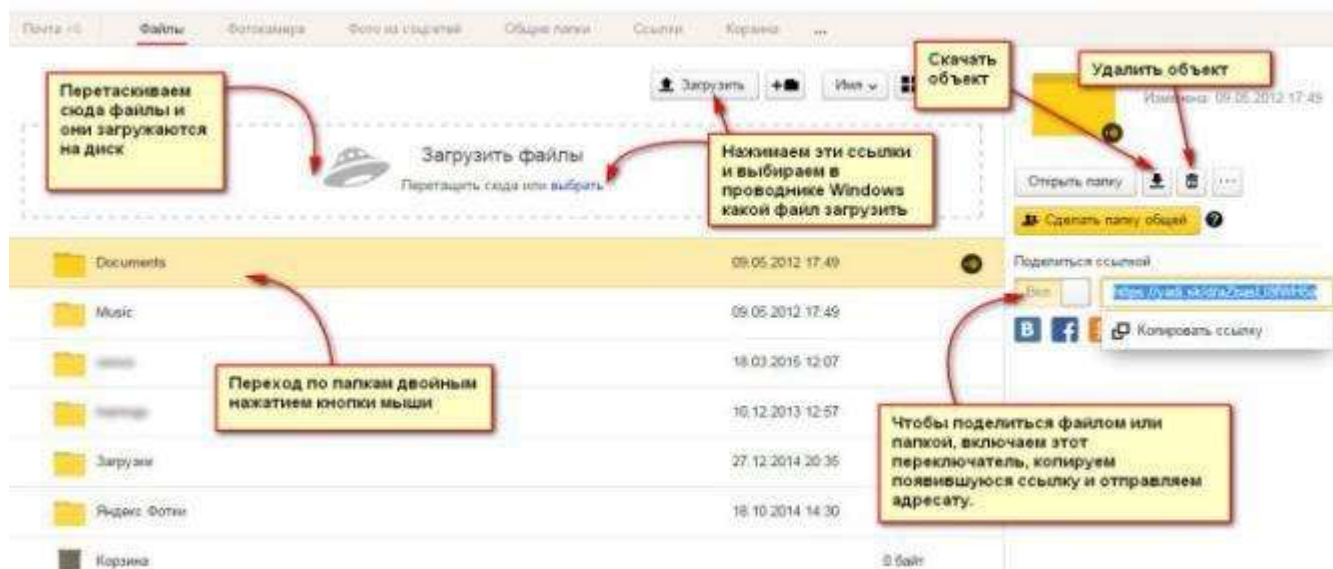 Почта
Файлы
Фотокамера
Фото из соцсетей
Общие папки
Ссылки
Корзина
...
Перетаскиваем
сюда файлы и
они загружаются
на диск
Загрузить
Имя
Скачать
объект
Удалить объект
Изменена: 09.05.2012 17:49
Загрузить файлы
Перетащить сюда или выбрать
Нажимаем эти ссылки
и выбираем в
проводнике Windows
какой файл загрузить
Открыть папку
Сделать папку общей
Поделиться ссылкой
Вкл
Копировать ссылку
Documents 09.05.2012 17:49
Music 09.05.2012 17:49
18.03.2015 12:07
10.12.2013 12:57
Загрузки 27.12.2014 20:35
Яндекс.Фотки 18.10.2014 14:30
Корзина 0 байт
Переход по папкам двойным
нажатием кнопки мыши
Чтобы поделиться файлом или
папкой, включаем этот
переключатель, копируем
появившуюся ссылку и отправляем
адресату.